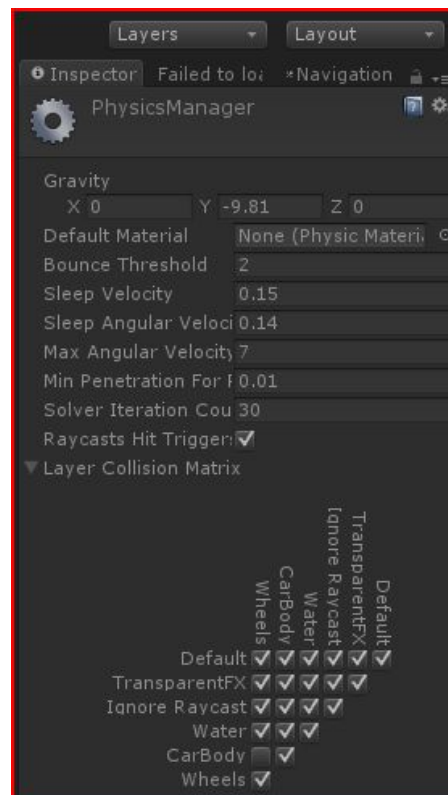 Layers Layout
Inspector Failed to loa Navigation
PhysicsManager
Gravity
X 0 Y -9.81 Z 0
Default Material None (Physic Materi
Bounce Threshold 2
Sleep Velocity 0.15
Sleep Angular Veloci 0.14
Max Angular Velocity 7
Min Penetration For P 0.01
Solver Iteration Cou 30
Raycasts Hit Triggers
Layer Collision Matrix
Wheels CarBody Water Ignore Raycast TransparentFX Default
Default
TransparentFX
Ignore Raycast
Water
CarBody
Wheels